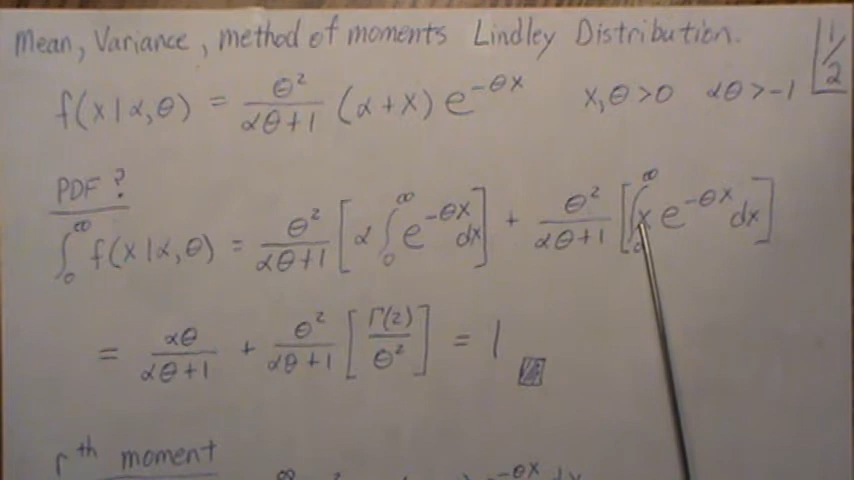 Mean, Variance, method of moments Lindley Distribution. 1/2
f(x|α,θ) = θ²/(αθ+1) (α+x) e^{-θx} x,θ>0 αθ>-1
PDF?
∫₀^∞ f(x|α,θ) = θ²/(αθ+1) [α ∫₀^∞ e^{-θx} dx] + θ²/(αθ+1) [∫₀^∞ x e^{-θx} dx]
= αθ/(αθ+1) + θ²/(αθ+1) [Γ(2)/θ²] = 1
rth moment